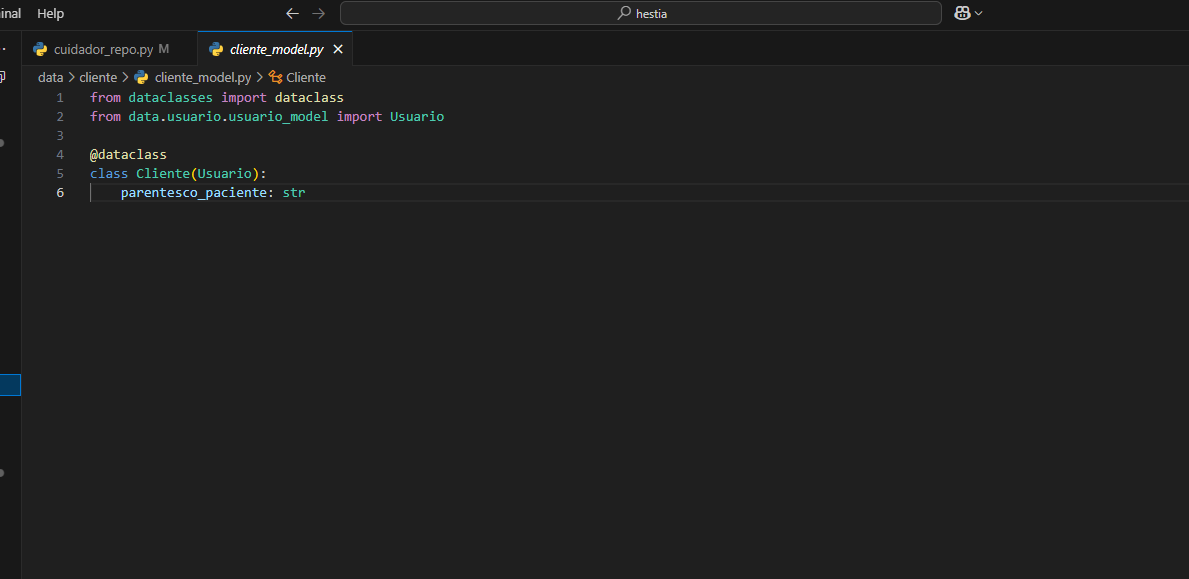 inal Help
hestia
cuidador_repo.py M
cliente_model.py
data > cliente > cliente_model.py > Cliente
1 from dataclasses import dataclass
2 from data.usuario.usuario_model import Usuario
3
4 @dataclass
5 class Cliente(Usuario):
6 parentesco_paciente: str